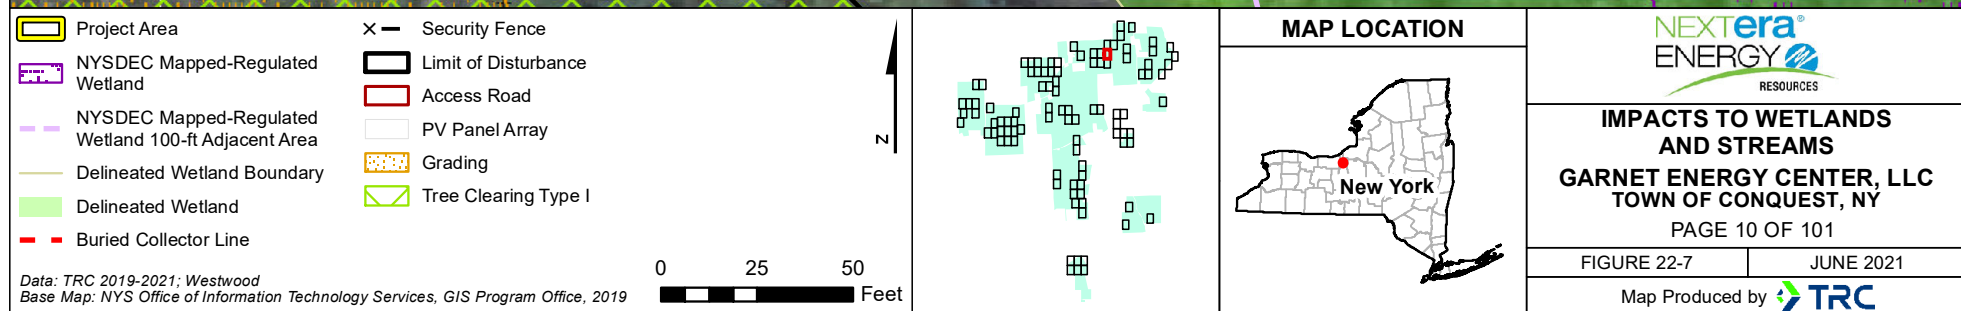 Project Area
NYSDEC Mapped-Regulated
Wetland
NYSDEC Mapped-Regulated
Wetland 100-ft Adjacent Area
Delineated Wetland Boundary
Delineated Wetland
Buried Collector Line
Security Fence
Limit of Disturbance
Access Road
PV Panel Array
Grading
Tree Clearing Type I
Data: TRC 2019-2021; Westwood
Base Map: NYS Office of Information Technology Services, GIS Program Office, 2019
Z
0 25 50
Feet
MAP LOCATION
New York
NEXTera®
ENERGY
RESOURCES
IMPACTS TO WETLANDS
AND STREAMS
GARNET ENERGY CENTER, LLC
TOWN OF CONQUEST, NY
PAGE 10 OF 101
FIGURE 22-7 JUNE 2021
Map Produced by TRC